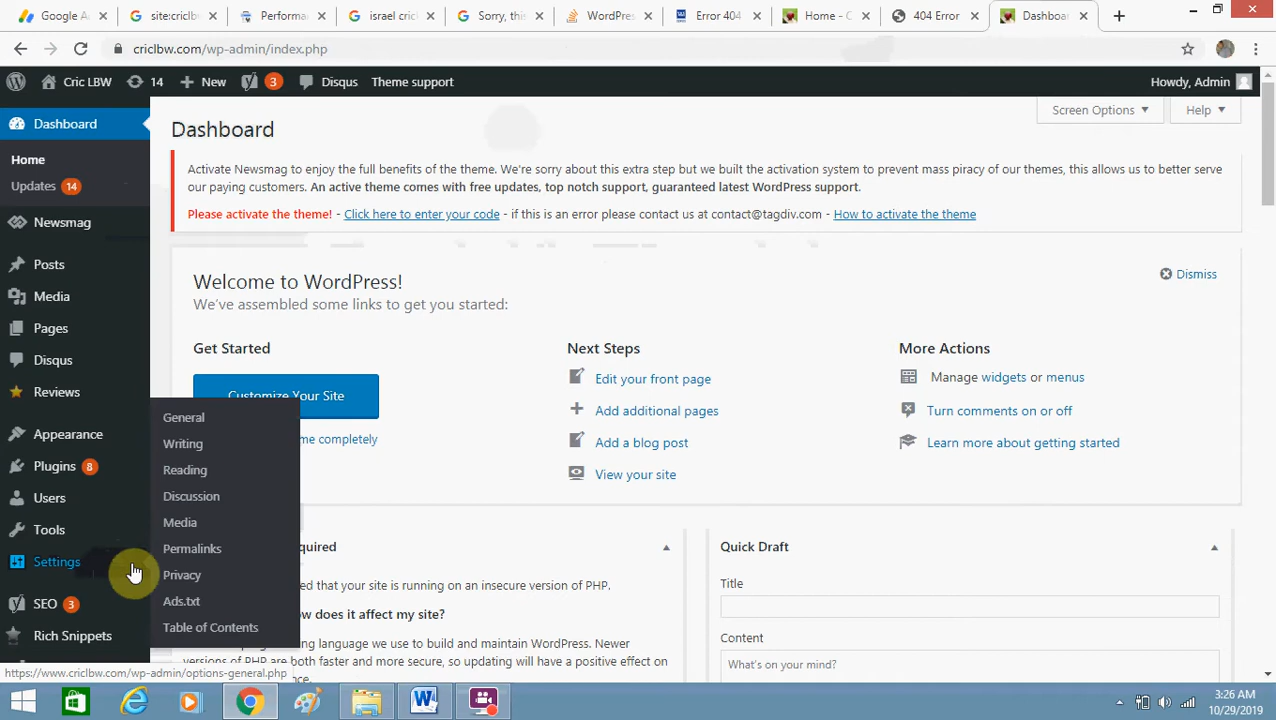 Google A
site:criclbw
Performa
israel crick
Sorry, this
WordPres
Error 404
Home - C
404 Error
Dashboar
criclbw.com/wp-admin/index.php
Cric LBW
14
New
3
Disqus
Theme support
Howdy, Admin
Dashboard
Home
Updates 14
Newsmag
Posts
Media
Pages
Disqus
Reviews
Appearance
Plugins 8
Users
Tools
Settings
SEO 3
Rich Snippets
General
Writing
Reading
Discussion
Media
Permalinks
Privacy
Ads.txt
Table of Contents
Screen Options
Help
Dashboard
Activate Newsmag to enjoy the full benefits of the theme. We're sorry about this extra step but we built the activation system to prevent mass piracy of our themes, this allows us to better serve
our paying customers. An active theme comes with free updates, top notch support, guaranteed latest WordPress support.
Please activate the theme! - Click here to enter your code - if this is an error please contact us at contact@tagdiv.com - How to activate the theme
Welcome to WordPress!
Dismiss
We've assembled some links to get you started:
Get Started
Customize Your Site
me completely
Next Steps
Edit your front page
Add additional pages
Add a blog post
View your site
More Actions
Manage widgets or menus
Turn comments on or off
Learn more about getting started
quired
d that your site is running on an insecure version of PHP.
ow does it affect my site?
ing language we use to build and maintain WordPress. Newer
versions of PHP are both faster and more secure, so updating will have a positive effect on
ance.
Quick Draft
Title
Content
What's on your mind?
https://www.criclbw.com/wp-admin/options-general.php
3:26 AM
10/29/2019